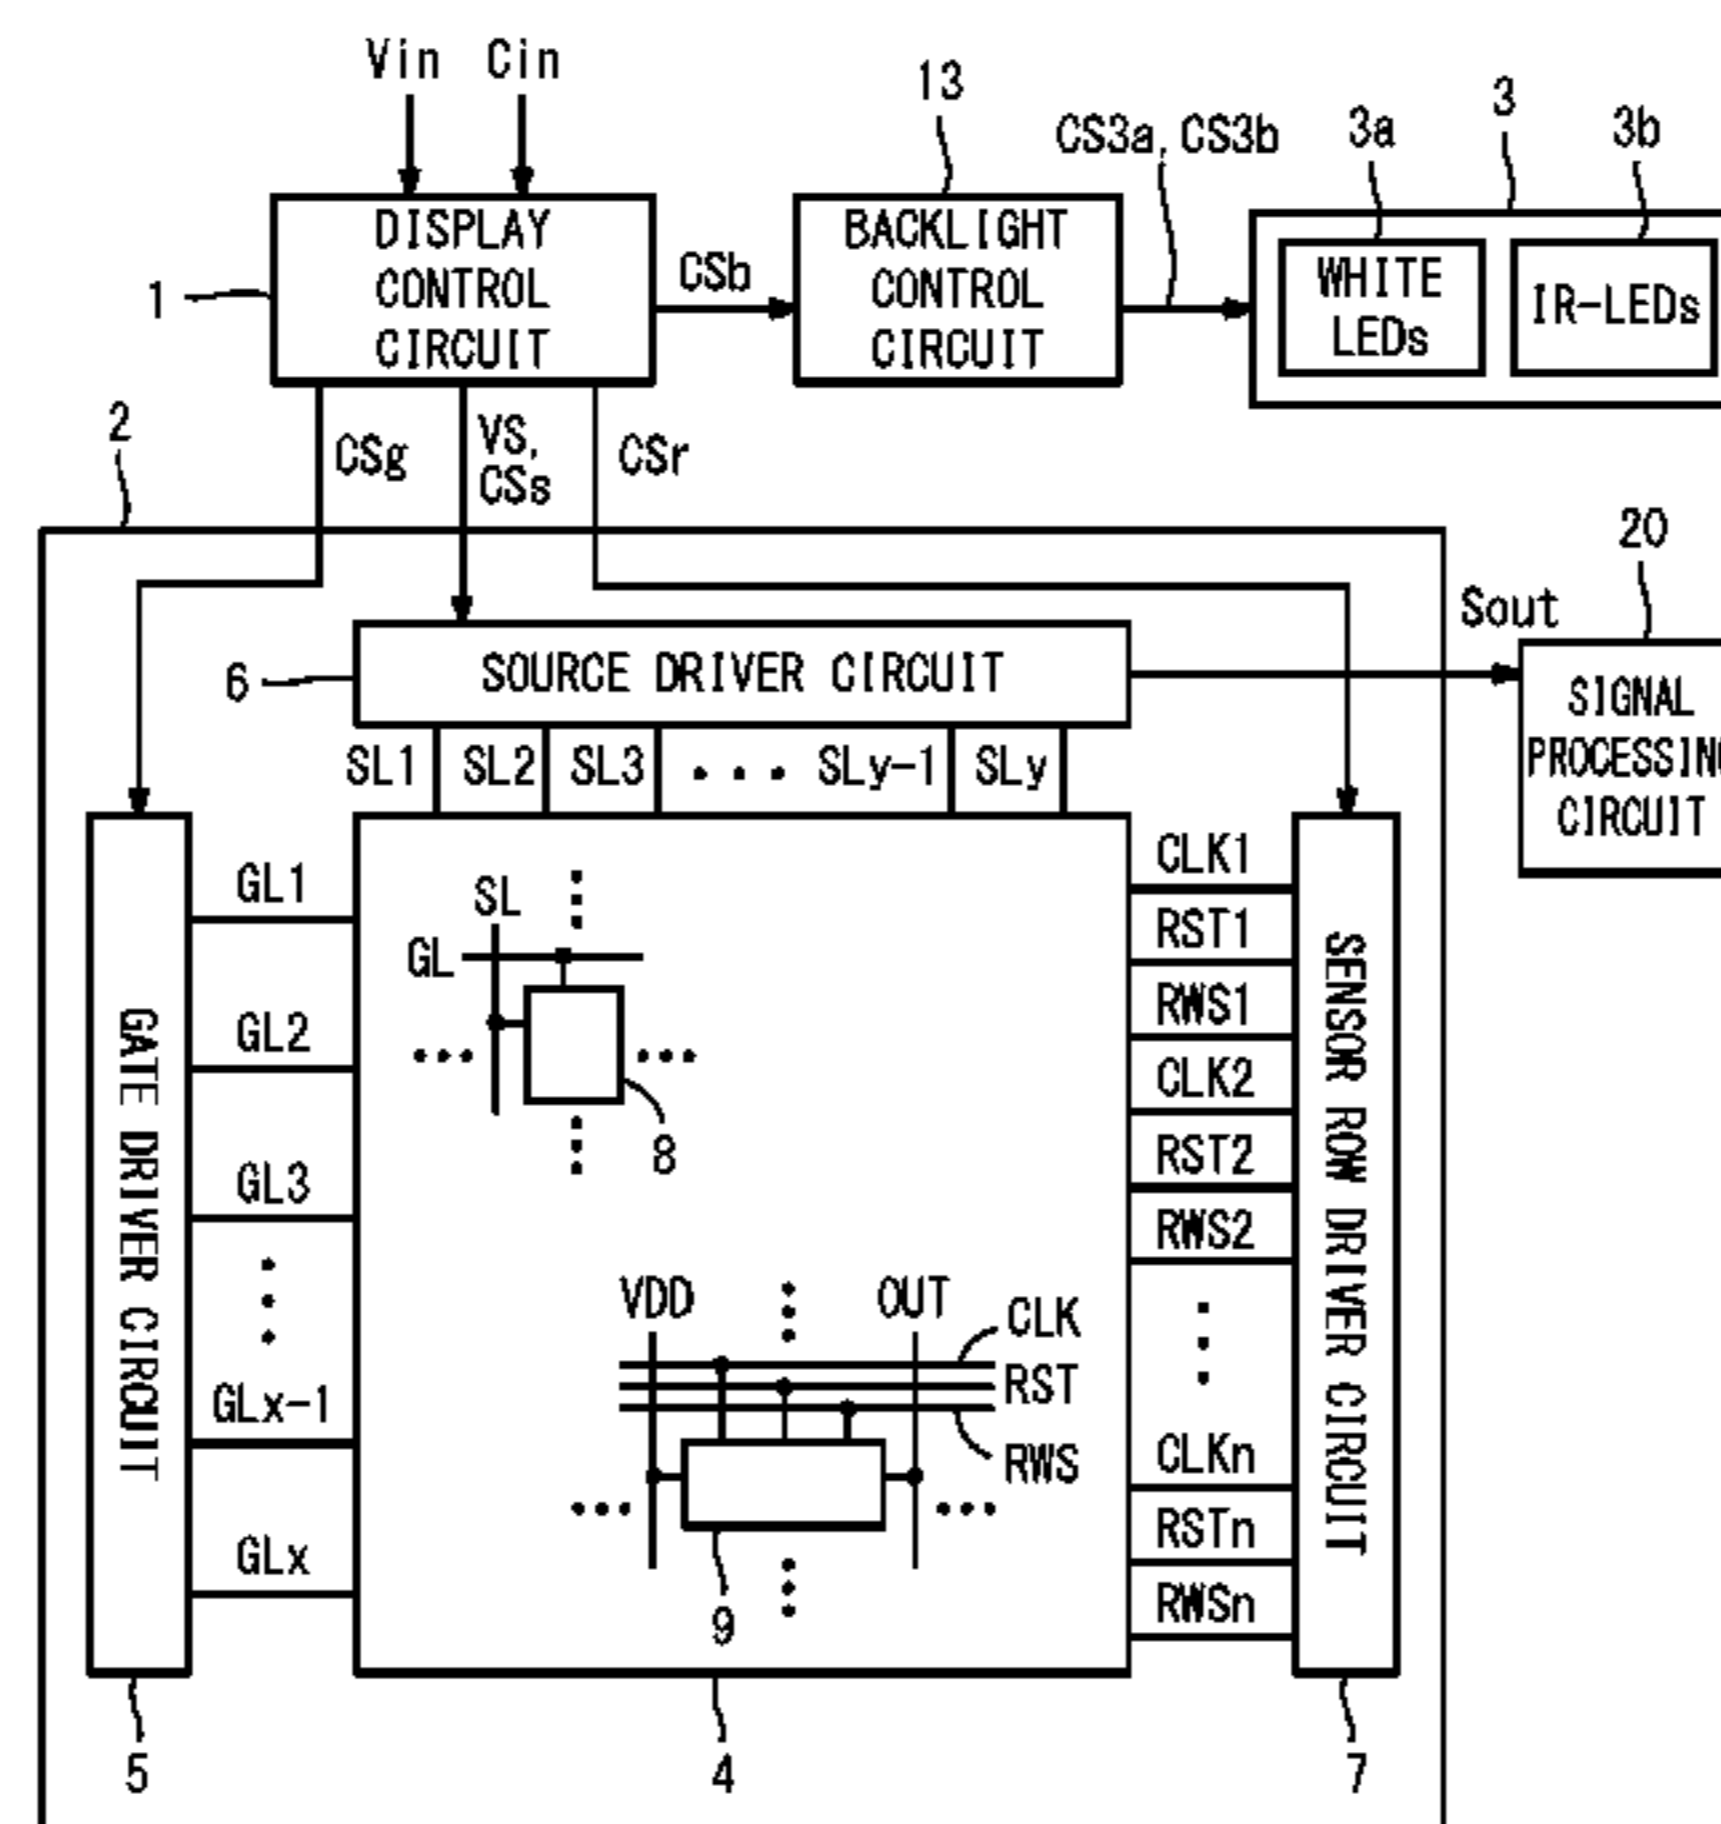 Vin Cin
13
CS3a, CS3b
3
3a
3b
DISPLAY
CONTROL
CIRCUIT
1
CSb
BACKLIGHT
CONTROL
CIRCUIT
WHITE
LEDs
IR-LEDs
2
CSg
VS,
CSs
CSr
20
Sout
6
SOURCE DRIVER CIRCUIT
SIGNAL
PROCESSING
CIRCUIT
SL1 SL2 SL3 ••• SLy-1 SLy
GATE DRIVER CIRCUIT
GL1
GL2
GL3
GLx-1
GLx
SL
GL
8
VDD
OUT
CLK
RST
RWS
9
CLK1
RST1
RWS1
CLK2
RST2
RWS2
CLKn
RSTn
RWSn
SENSOR ROW DRIVER CIRCUIT
5
4
7